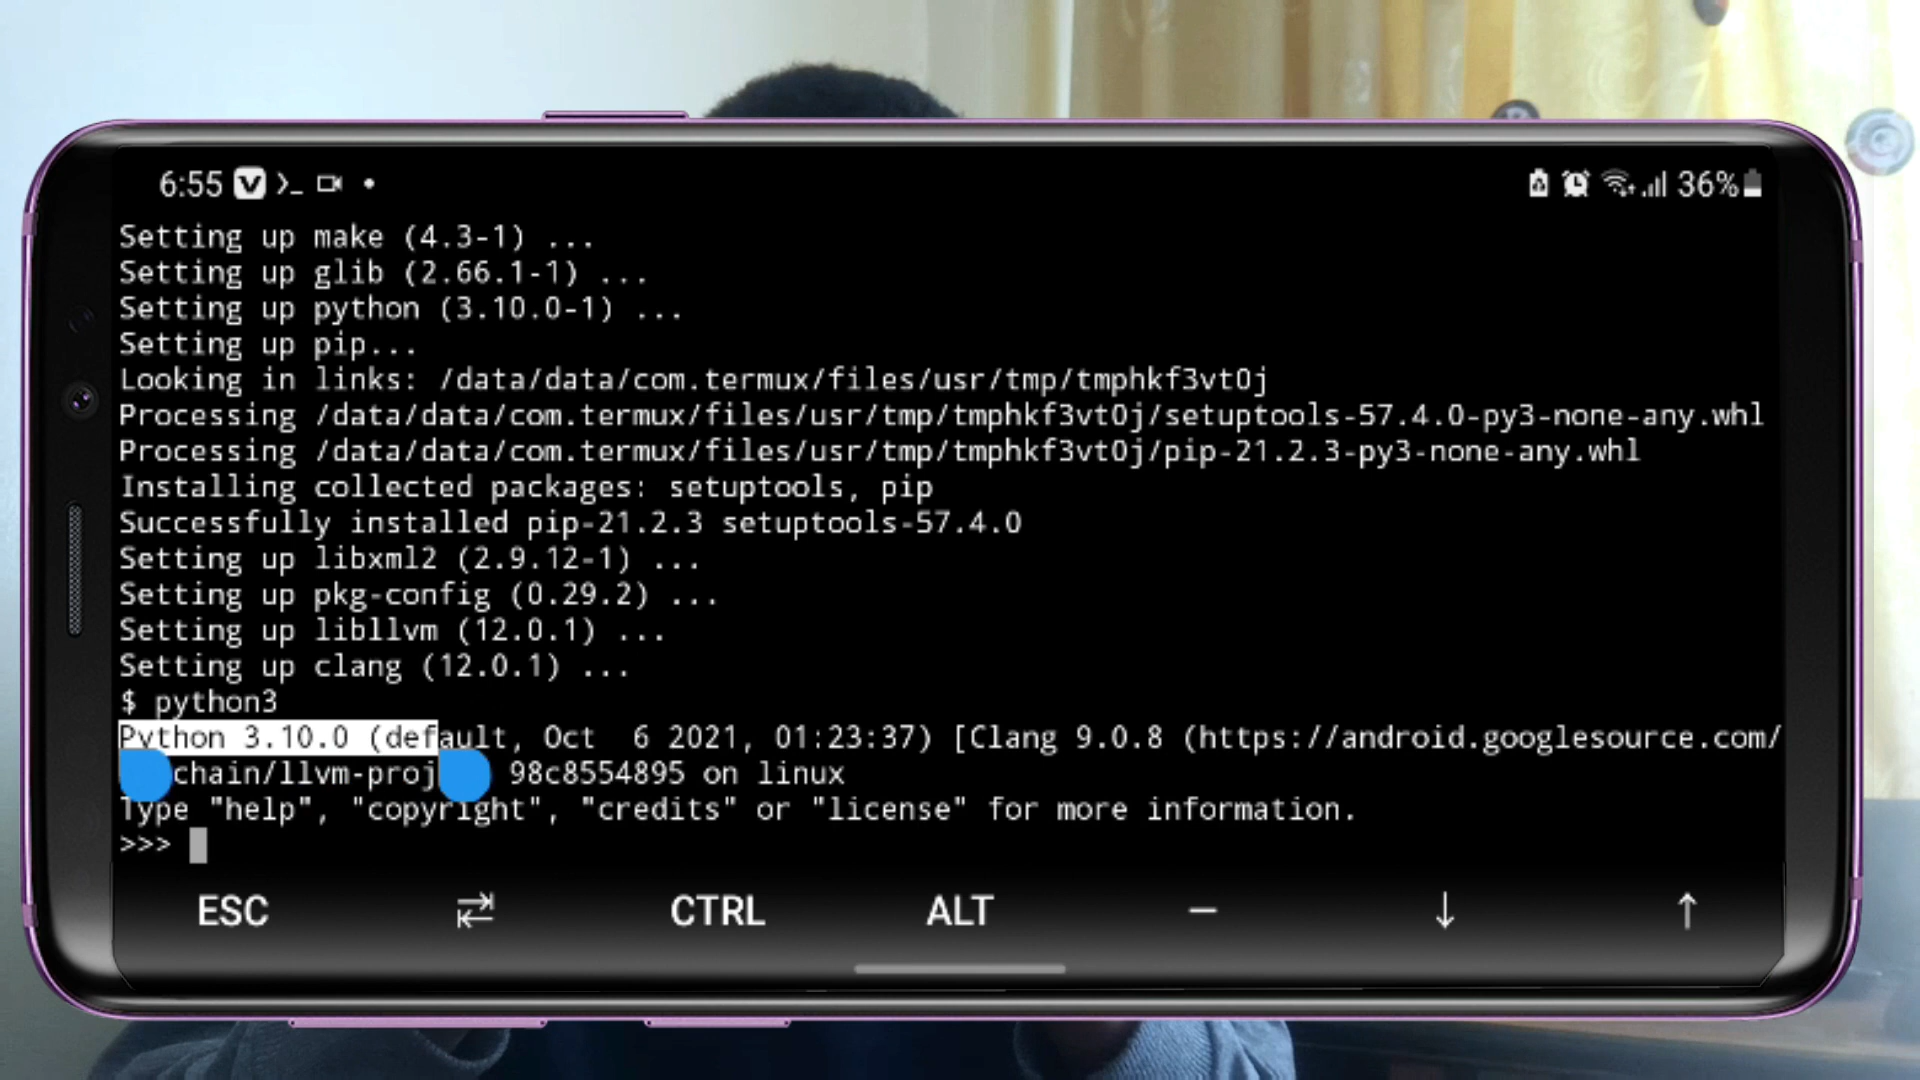 6:55 36%
Setting up make (4.3-1) ...
Setting up glib (2.66.1-1) ...
Setting up python (3.10.0-1) ...
Setting up pip...
Looking in links: /data/data/com.termux/files/usr/tmp/tmphkf3vt0j
Processing /data/data/com.termux/files/usr/tmp/tmphkf3vt0j/setuptools-57.4.0-py3-none-any.whl
Processing /data/data/com.termux/files/usr/tmp/tmphkf3vt0j/pip-21.2.3-py3-none-any.whl
Installing collected packages: setuptools, pip
Successfully installed pip-21.2.3 setuptools-57.4.0
Setting up libxml2 (2.9.12-1) ...
Setting up pkg-config (0.29.2) ...
Setting up libllvm (12.0.1) ...
Setting up clang (12.0.1) ...
$ python3
Python 3.10.0 (default, Oct  6 2021, 01:23:37) [Clang 9.0.8 (https://android.googlesource.com/
chain/llvm-proj 98c8554895 on linux
Type "help", "copyright", "credits" or "license" for more information.
>>>
ESC CTRL ALT – ↓ ↑